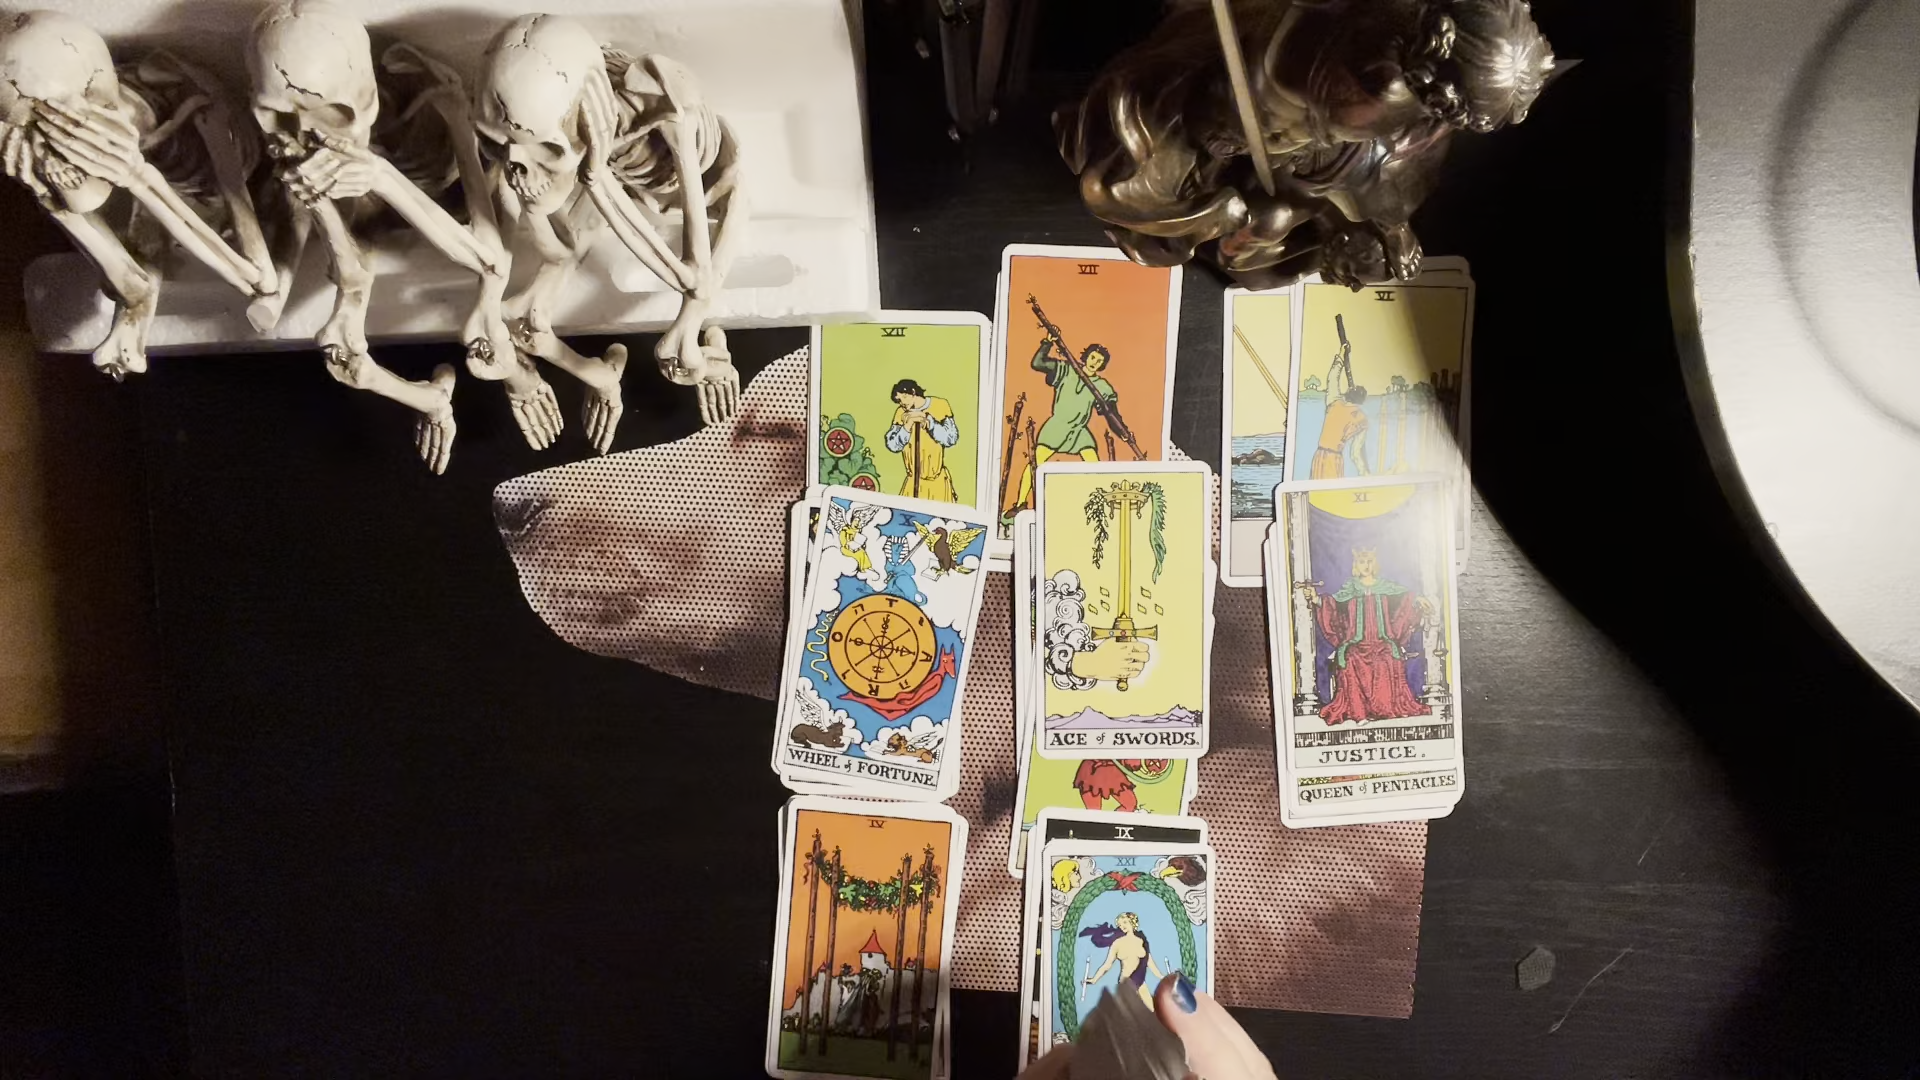 VII
VII
VI
X
T
A
R
O
XI
ACE of SWORDS.
JUSTICE.
WHEEL of FORTUNE.
QUEEN of PENTACLES
IV
IX
XXI